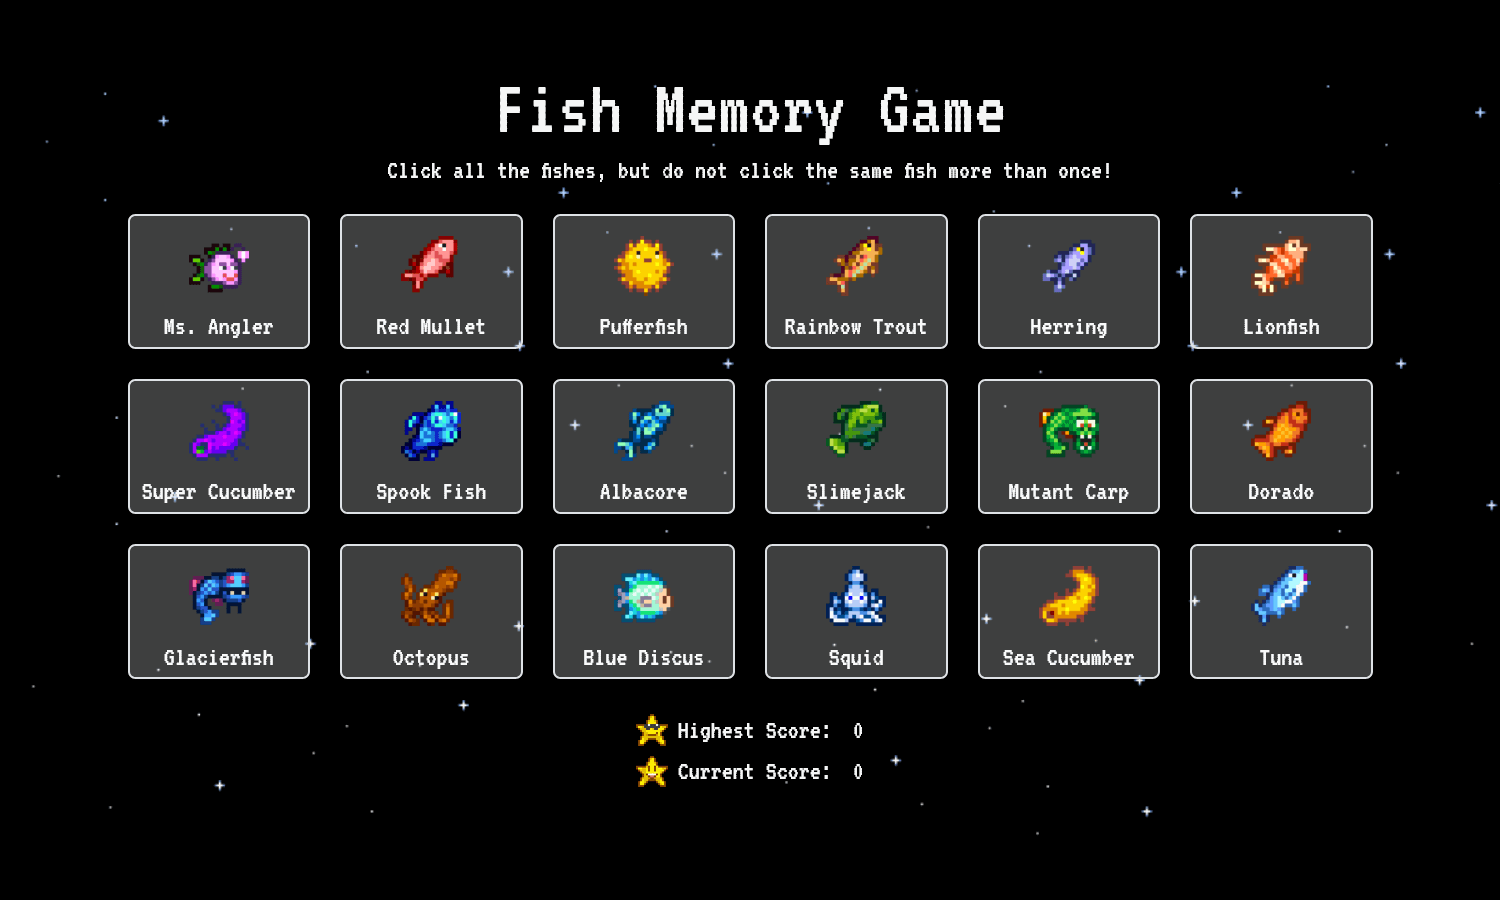 Fish Memory Game
Click all the fishes, but do not click the same fish more than once!
Ms. Angler
Red Mullet
Pufferfish
Rainbow Trout
Herring
Lionfish
Super Cucumber
Spook Fish
Albacore
Slimejack
Mutant Carp
Dorado
Glacierfish
Octopus
Blue Discus
Squid
Sea Cucumber
Tuna
Highest Score: 0
Current Score: 0